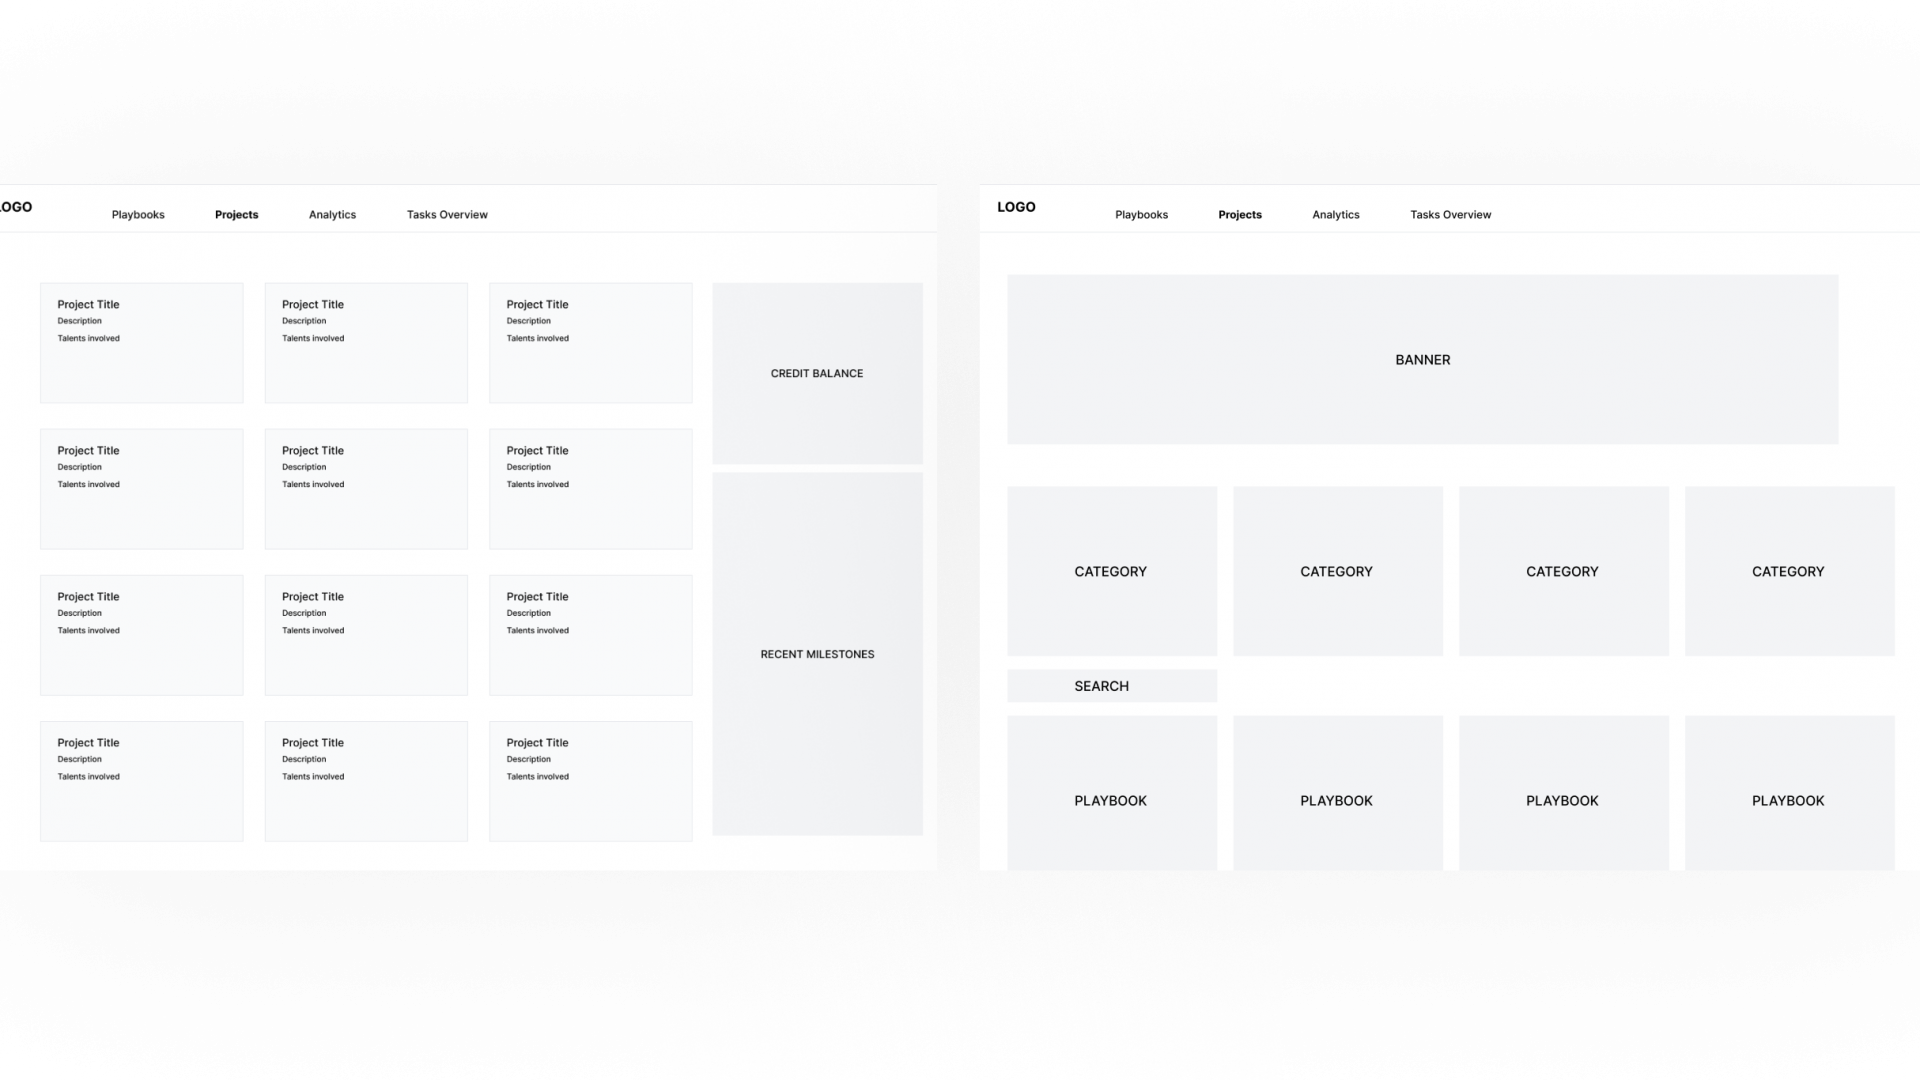 LOGO
Playbooks Projects Analytics Tasks Overview
Project Title Project Title Project Title
Description Description Description
Talents involved Talents involved Talents involved
CREDIT BALANCE
Project Title Project Title Project Title
Description Description Description
Talents involved Talents involved Talents involved
Project Title Project Title Project Title
Description Description Description
Talents involved Talents involved Talents involved
RECENT MILESTONES
Project Title Project Title Project Title
Description Description Description
Talents involved Talents involved Talents involved
LOGO
Playbooks Projects Analytics Tasks Overview
BANNER
CATEGORY CATEGORY CATEGORY CATEGORY
SEARCH
PLAYBOOK PLAYBOOK PLAYBOOK PLAYBOOK